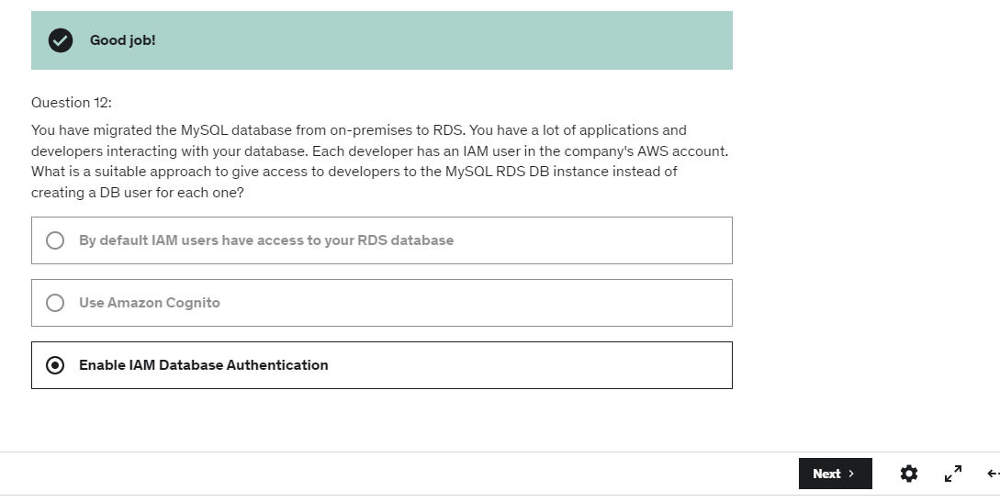 Good job!
Question 12:
You have migrated the MySQL database from on-premises to RDS. You have a lot of applications and
developers interacting with your database. Each developer has an IAM user in the company's AWS account.
What is a suitable approach to give access to developers to the MySQL RDS DB instance instead of
creating a DB user for each one?
By default IAM users have access to your RDS database
Use Amazon Cognito
Enable IAM Database Authentication
Next